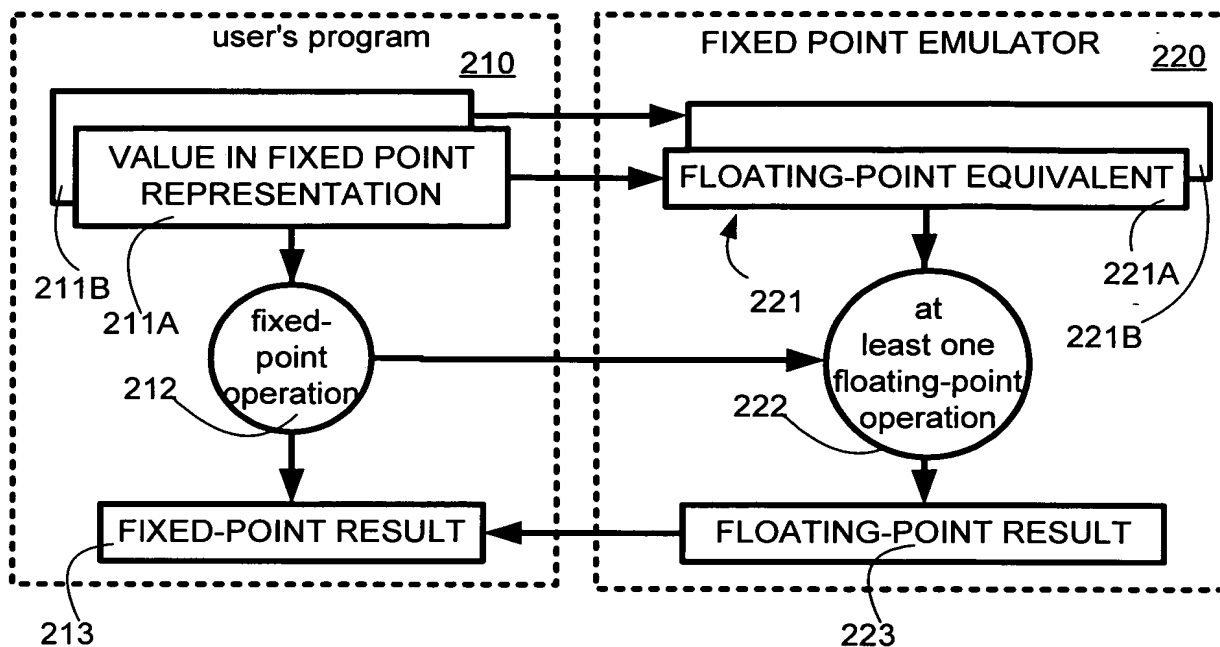 user's program
210
VALUE IN FIXED POINT
REPRESENTATION
211B
211A
fixed-
point
operation
212
FIXED-POINT RESULT
213
FIXED POINT EMULATOR
220
FLOATING-POINT EQUIVALENT
221
221A
221B
at
least one
floating-point
operation
222
FLOATING-POINT RESULT
223